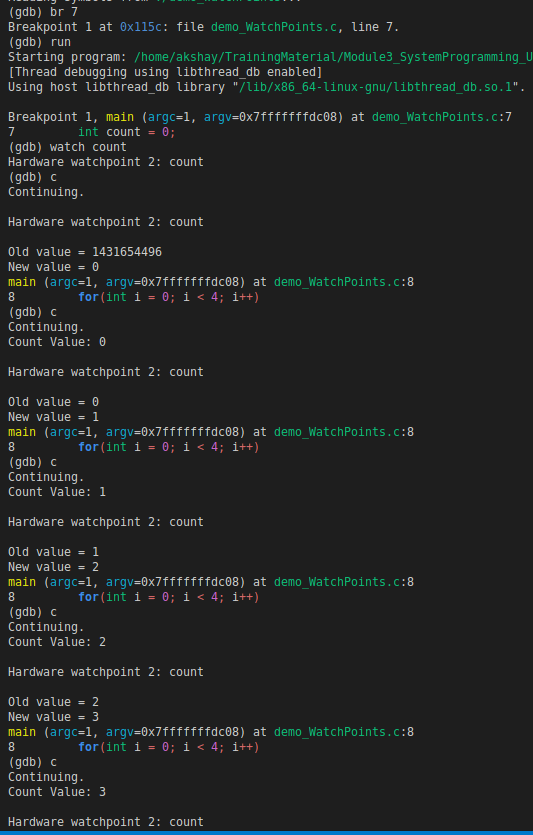 (gdb) br 7
Breakpoint 1 at 0x115c: file demo_WatchPoints.c, line 7.
(gdb) run
Starting program: /home/akshay/TrainingMaterial/Module3_SystemProgramming_U
[Thread debugging using libthread_db enabled]
Using host libthread_db library "/lib/x86_64-linux-gnu/libthread_db.so.1".

Breakpoint 1, main (argc=1, argv=0x7fffffffdc08) at demo_WatchPoints.c:7
7         int count = 0;
(gdb) watch count
Hardware watchpoint 2: count
(gdb) c
Continuing.

Hardware watchpoint 2: count

Old value = 1431654496
New value = 0
main (argc=1, argv=0x7fffffffdc08) at demo_WatchPoints.c:8
8         for(int i = 0; i < 4; i++)
(gdb) c
Continuing.
Count Value: 0

Hardware watchpoint 2: count

Old value = 0
New value = 1
main (argc=1, argv=0x7fffffffdc08) at demo_WatchPoints.c:8
8         for(int i = 0; i < 4; i++)
(gdb) c
Continuing.
Count Value: 1

Hardware watchpoint 2: count

Old value = 1
New value = 2
main (argc=1, argv=0x7fffffffdc08) at demo_WatchPoints.c:8
8         for(int i = 0; i < 4; i++)
(gdb) c
Continuing.
Count Value: 2

Hardware watchpoint 2: count

Old value = 2
New value = 3
main (argc=1, argv=0x7fffffffdc08) at demo_WatchPoints.c:8
8         for(int i = 0; i < 4; i++)
(gdb) c
Continuing.
Count Value: 3

Hardware watchpoint 2: count